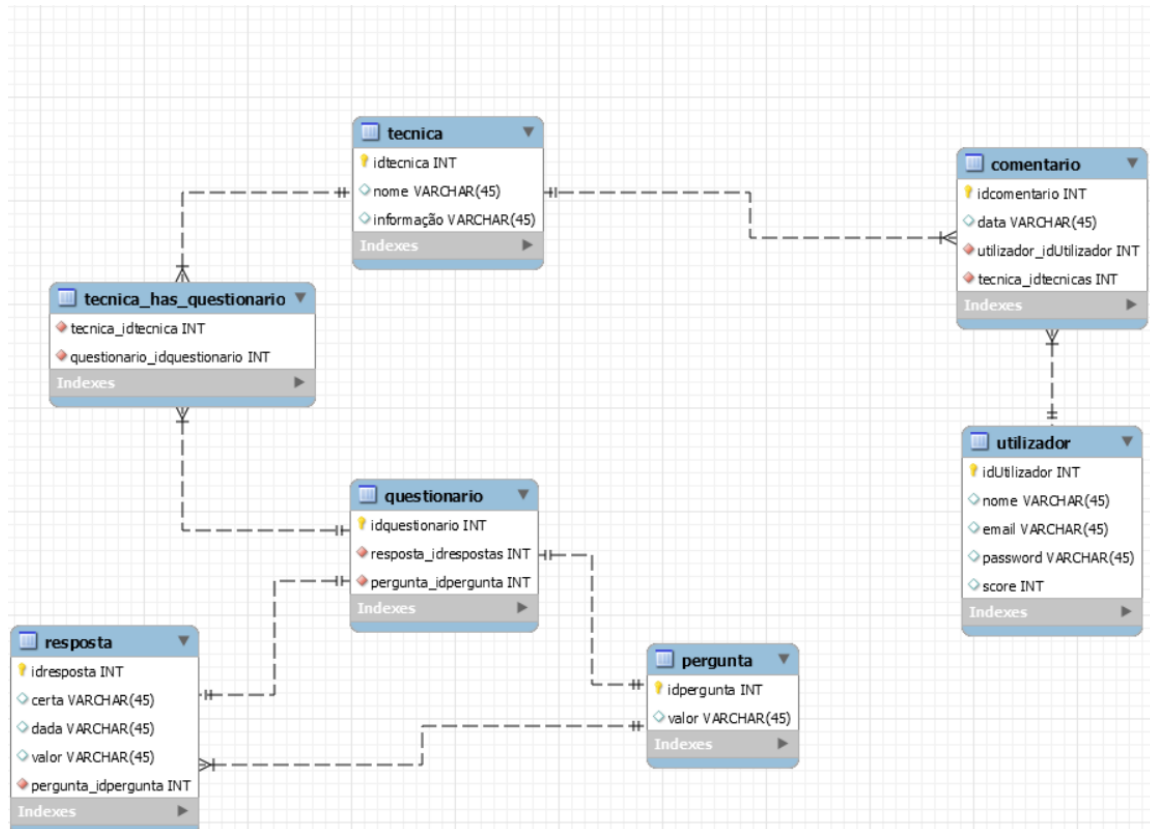 tecnica
idtecnica INT
nome VARCHAR(45)
informação VARCHAR(45)
Indexes
comentario
idcomentario INT
data VARCHAR(45)
utilizador_idUtilizador INT
tecnica_idtecnicas INT
Indexes
tecnica_has_questionario
tecnica_idtecnica INT
questionario_idquestionario INT
Indexes
utilizador
idUtilizador INT
nome VARCHAR(45)
email VARCHAR(45)
password VARCHAR(45)
score INT
Indexes
questionario
idquestionario INT
resposta_idrespostas INT
pergunta_idpergunta INT
Indexes
resposta
idresposta INT
certa VARCHAR(45)
dada VARCHAR(45)
valor VARCHAR(45)
pergunta_idpergunta INT
Indexes
pergunta
idpergunta INT
valor VARCHAR(45)
Indexes